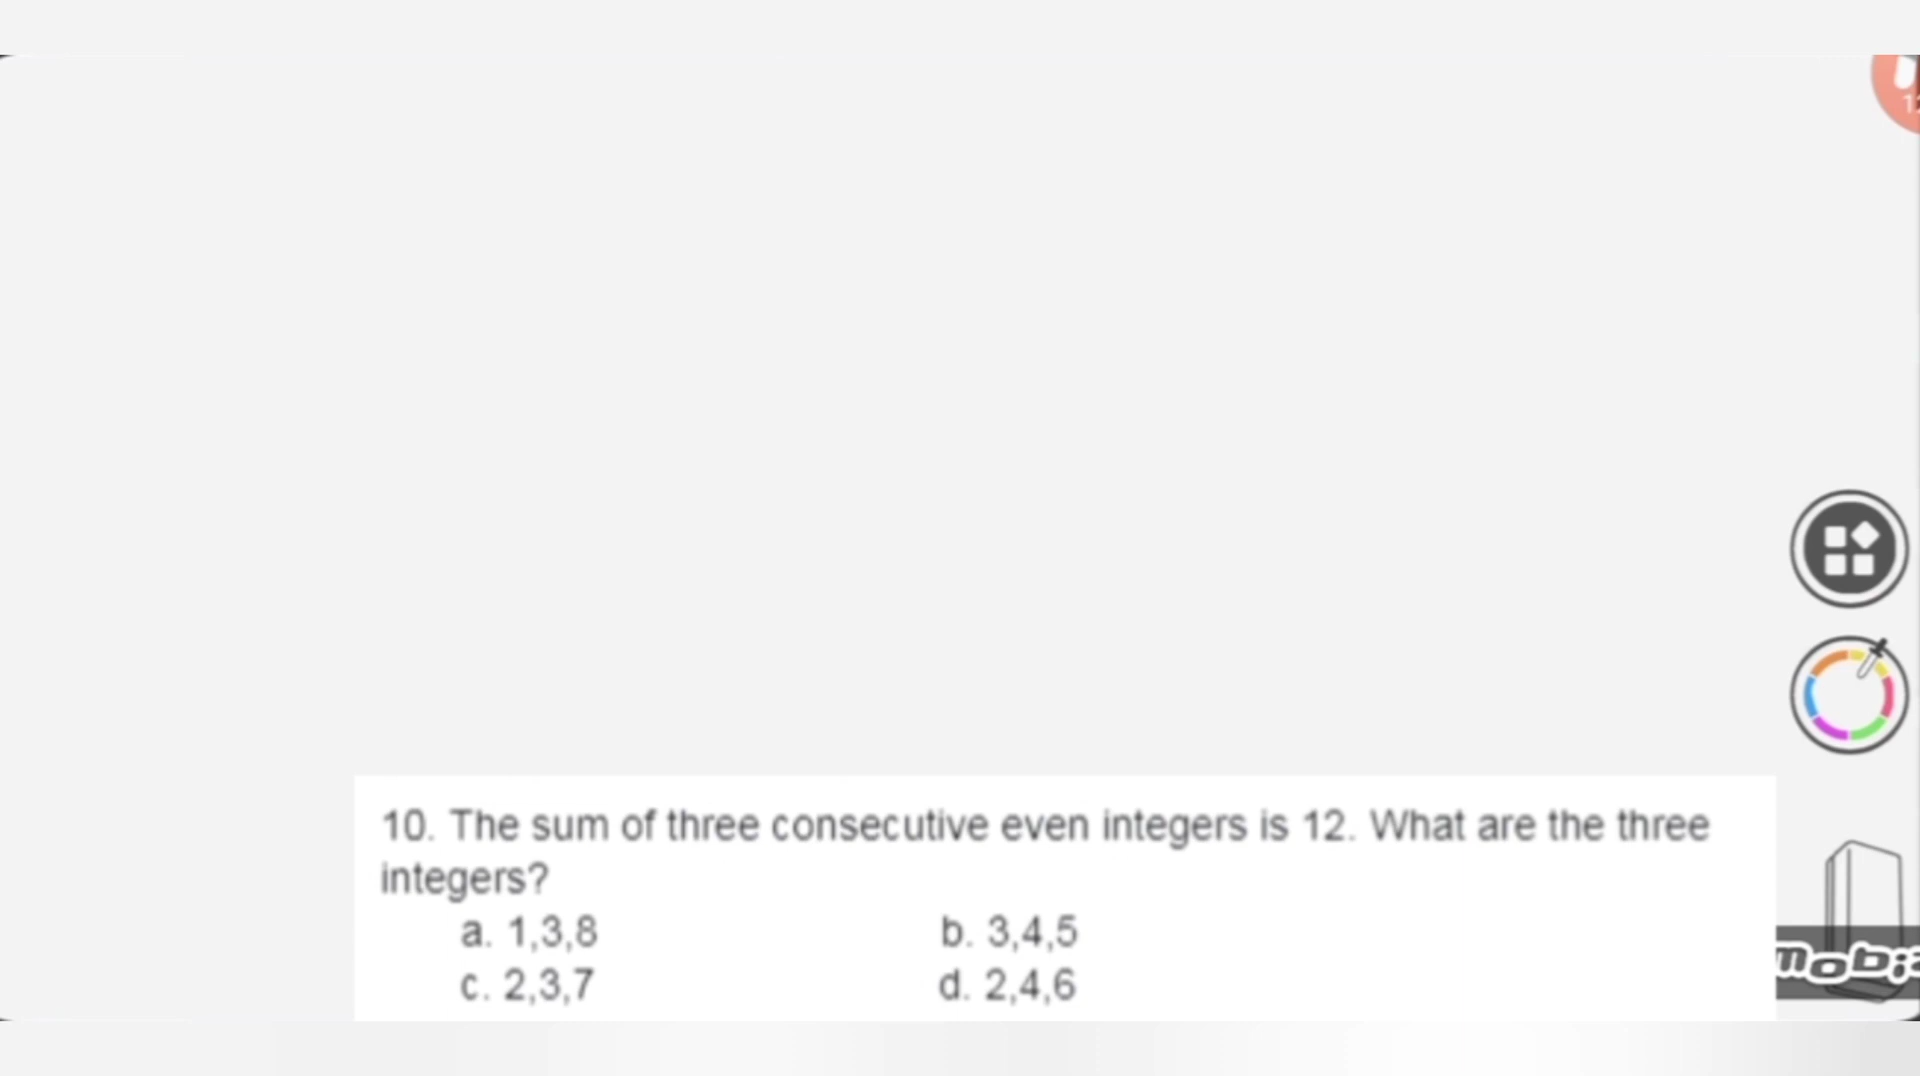 10. The sum of three consecutive even integers is 12. What are the three
integers?
a. 1,3,8 b. 3,4,5
c. 2,3,7 d. 2,4,6